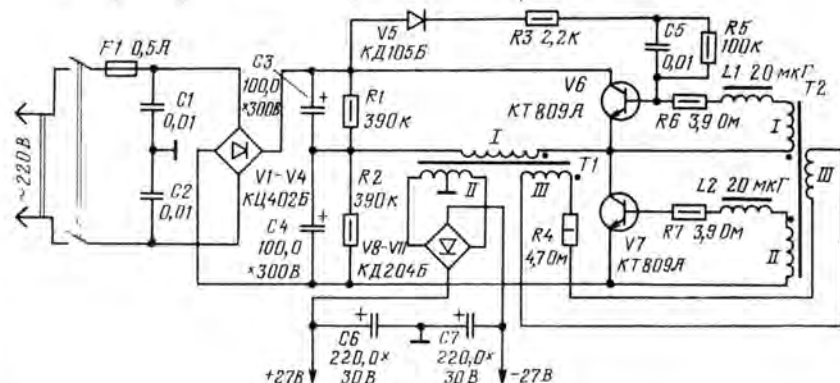 F1 0,5А
~220В
C1
0,01
C2
0,01
C3
100,0
×300В
V1-V4
КЦ402Б
C4
100,0
×300В
R1
390к
R2
390к
V5
КД105Б
R3 2,2к
C5
0,01
R5
100к
V6
КТ809А
R6 3,9 Ом
L1 20 мкГ
T2
I
I
T1
II
III
III
V8-V11
КД204Б
R4
4,7Ом
V7
КТ809А
R7 3,9 Ом
L2 20 мкГ
II
C6
220,0×
30В
C7
220,0×
30В
+27В
-27В